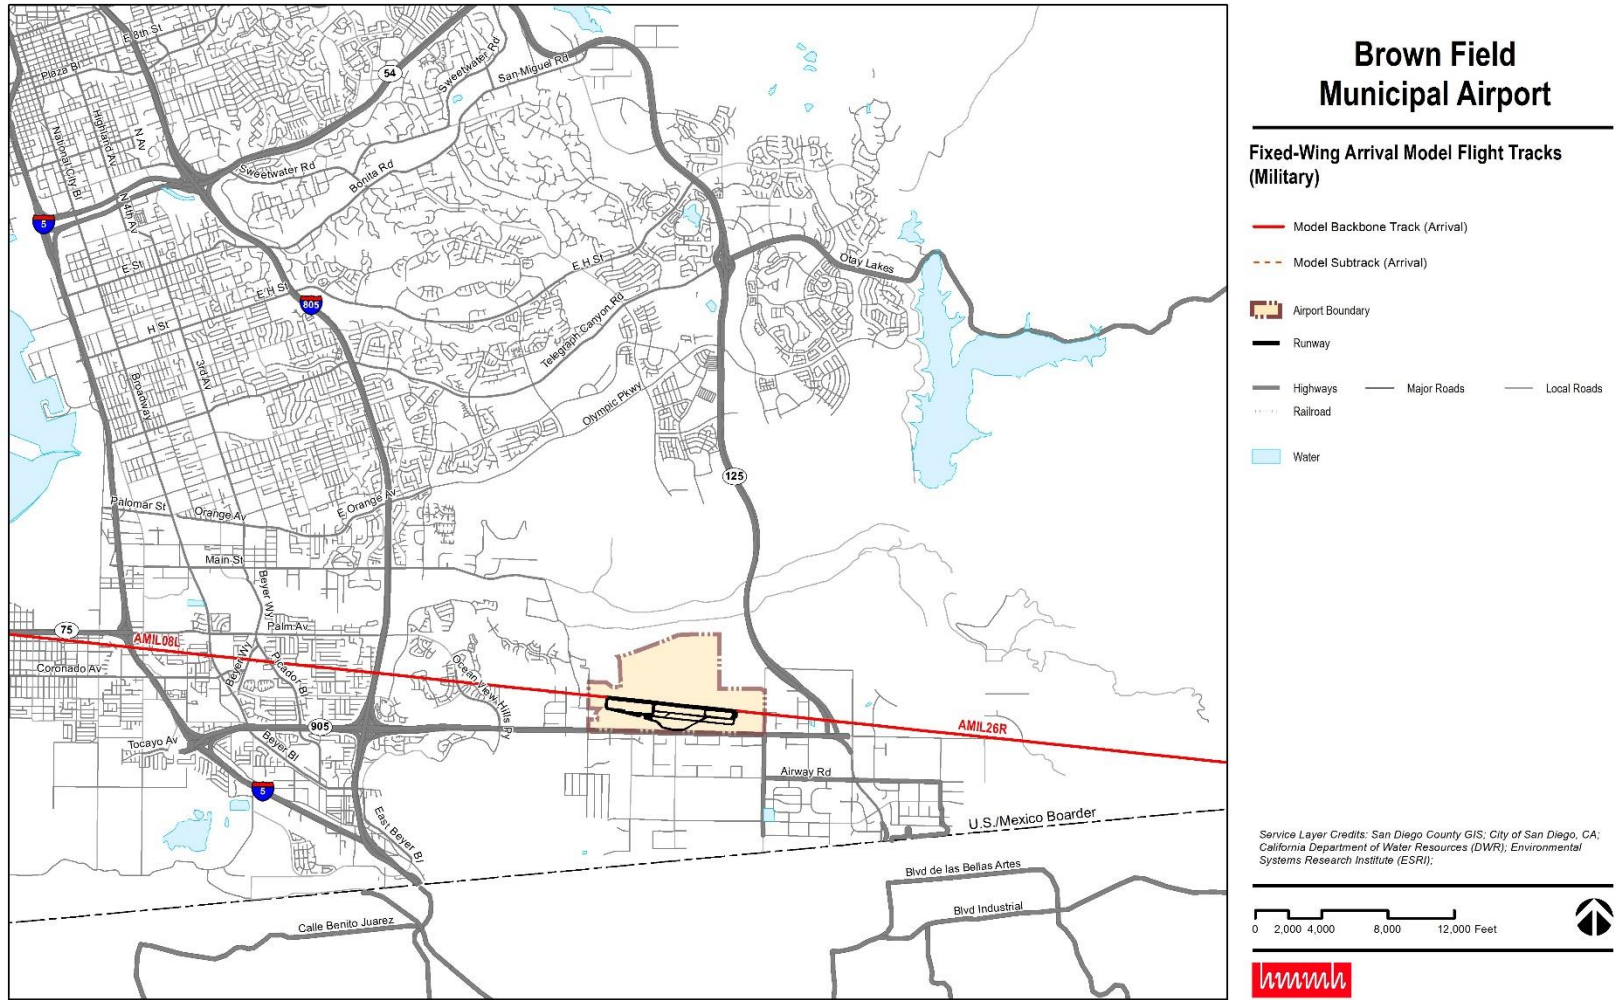 Brown Field
Municipal Airport
Fixed-Wing Arrival Model Flight Tracks
(Military)
Model Backbone Track (Arrival)
Model Subtrack (Arrival)
Airport Boundary
Runway
Highways
Major Roads
Local Roads
Railroad
Water
Service Layer Credits: San Diego County GIS; City of San Diego, CA;
California Department of Water Resources (DWR); Environmental
Systems Research Institute (ESRI);
0 2,000 4,000 8,000 12,000 Feet
hmmh
E 8th St
Plaza Bl
54
Sweetwater Rd
San Miguel Rd
National City Bl
Highland Av
N Av
Sweetwater Rd
Bonita Rd
N 4th Av
5
E St
E H St
E H St
805
Otay Lakes
H St
3rd Av
Broadway
Telegraph Canyon Rd
Olympic Pkwy
125
Palomar St
Orange Av
E Orange Av
Main St
Beyer Wy
75
AMIL08L
Palm Av
Coronado Av
Beyer Wy
Picador Bl
Ocean View Hills Py
905
AMIL26R
Tocayo Av
Beyer Bl
5
Airway Rd
East Beyer Bl
U.S./Mexico Boarder
Blvd de las Bellas Artes
Blvd Industrial
Calle Benito Juarez